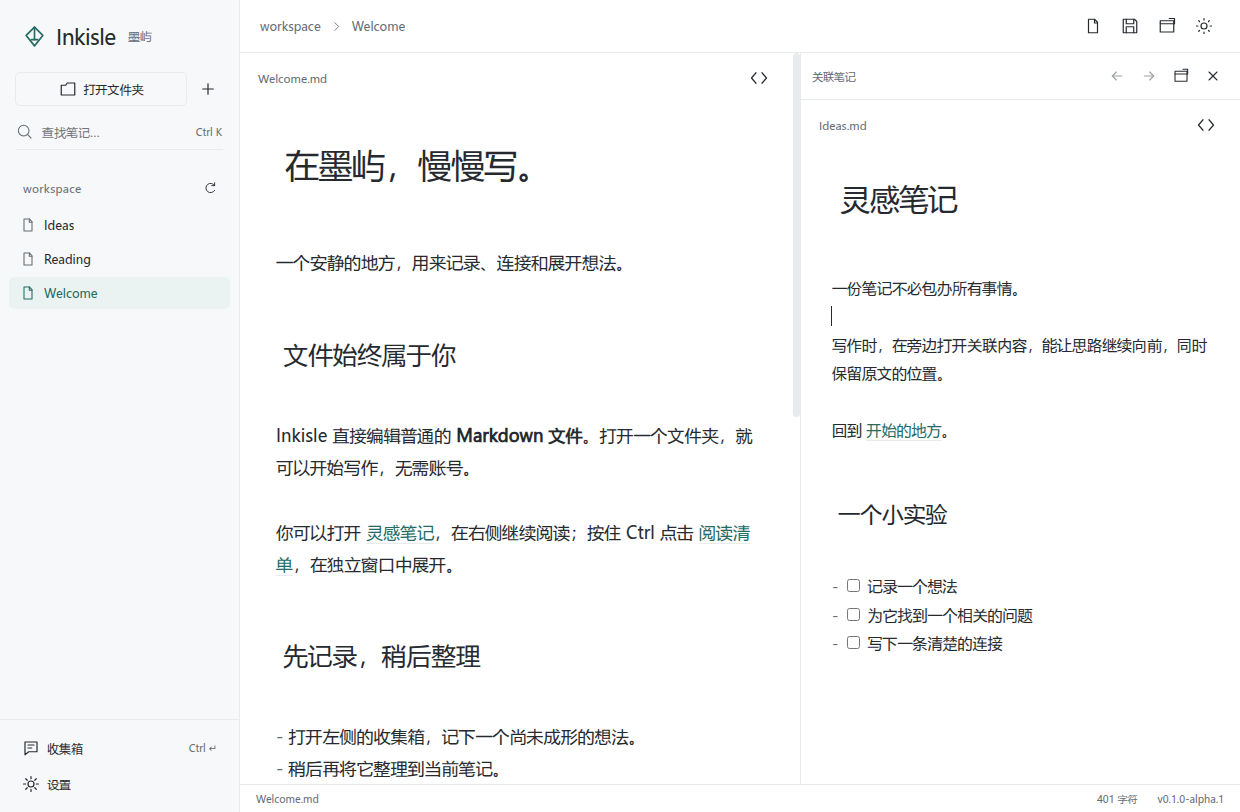 Inkisle 墨屿
打开文件夹
查找笔记... Ctrl K
workspace
Ideas
Reading
Welcome
收集箱 Ctrl ↵
设置
workspace > Welcome
Welcome.md
在墨屿，慢慢写。
一个安静的地方，用来记录、连接和展开想法。
文件始终属于你
Inkisle 直接编辑普通的 Markdown 文件。打开一个文件夹，就
可以开始写作，无需账号。
你可以打开 灵感笔记，在右侧继续阅读；按住 Ctrl 点击 阅读清
单，在独立窗口中展开。
先记录，稍后整理
- 打开左侧的收集箱，记下一个尚未成形的想法。
- 稍后再将它整理到当前笔记。
关联笔记
Ideas.md
灵感笔记
一份笔记不必包办所有事情。
写作时，在旁边打开关联内容，能让思路继续向前，同时
保留原文的位置。
回到 开始的地方。
一个小实验
- 记录一个想法
- 为它找到一个相关的问题
- 写下一条清楚的连接
Welcome.md
401 字符 v0.1.0-alpha.1